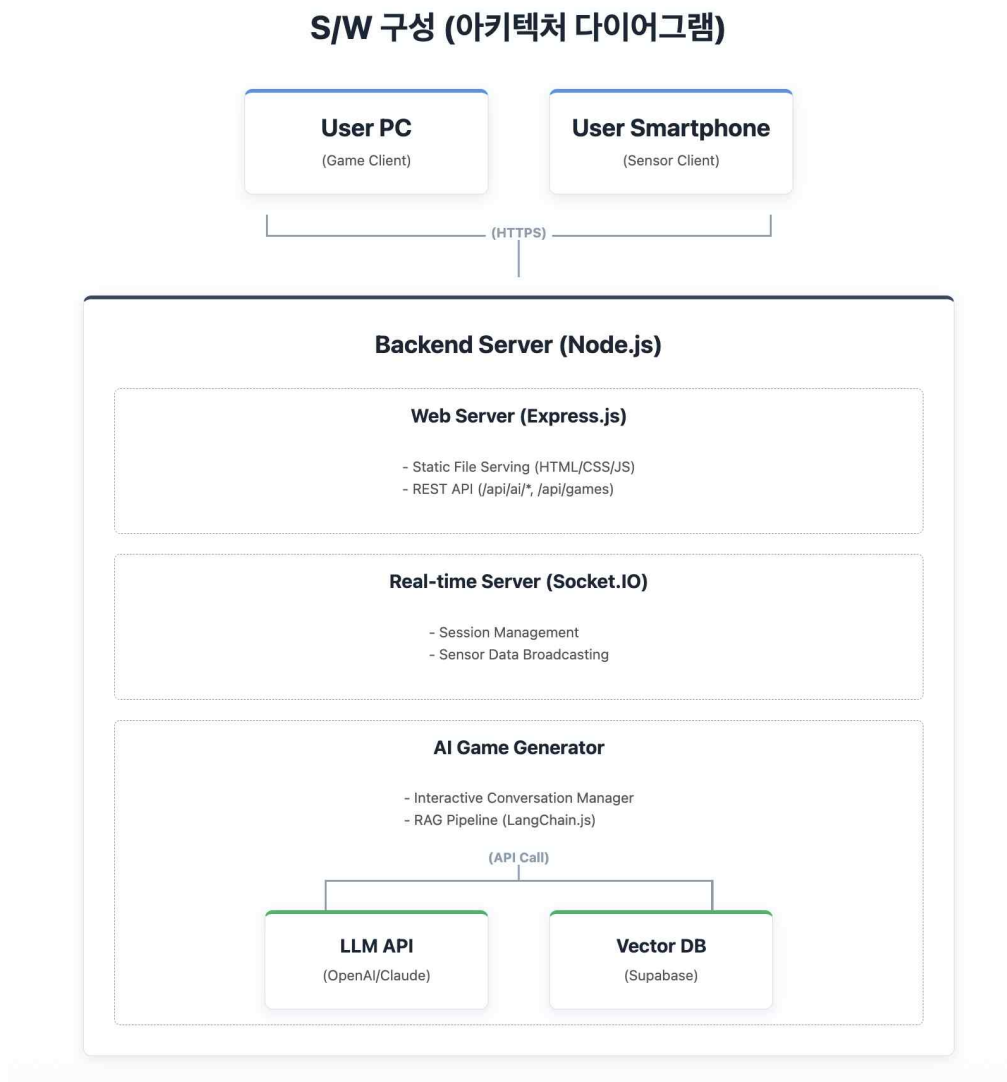 S/W 구성 (아키텍처 다이어그램)
User PC
(Game Client)
User Smartphone
(Sensor Client)
(HTTPS)
Backend Server (Node.js)
Web Server (Express.js)
- Static File Serving (HTML/CSS/JS)
- REST API (/api/ai/*, /api/games)
Real-time Server (Socket.IO)
- Session Management
- Sensor Data Broadcasting
AI Game Generator
- Interactive Conversation Manager
- RAG Pipeline (LangChain.js)
(API Call)
LLM API
(OpenAI/Claude)
Vector DB
(Supabase)